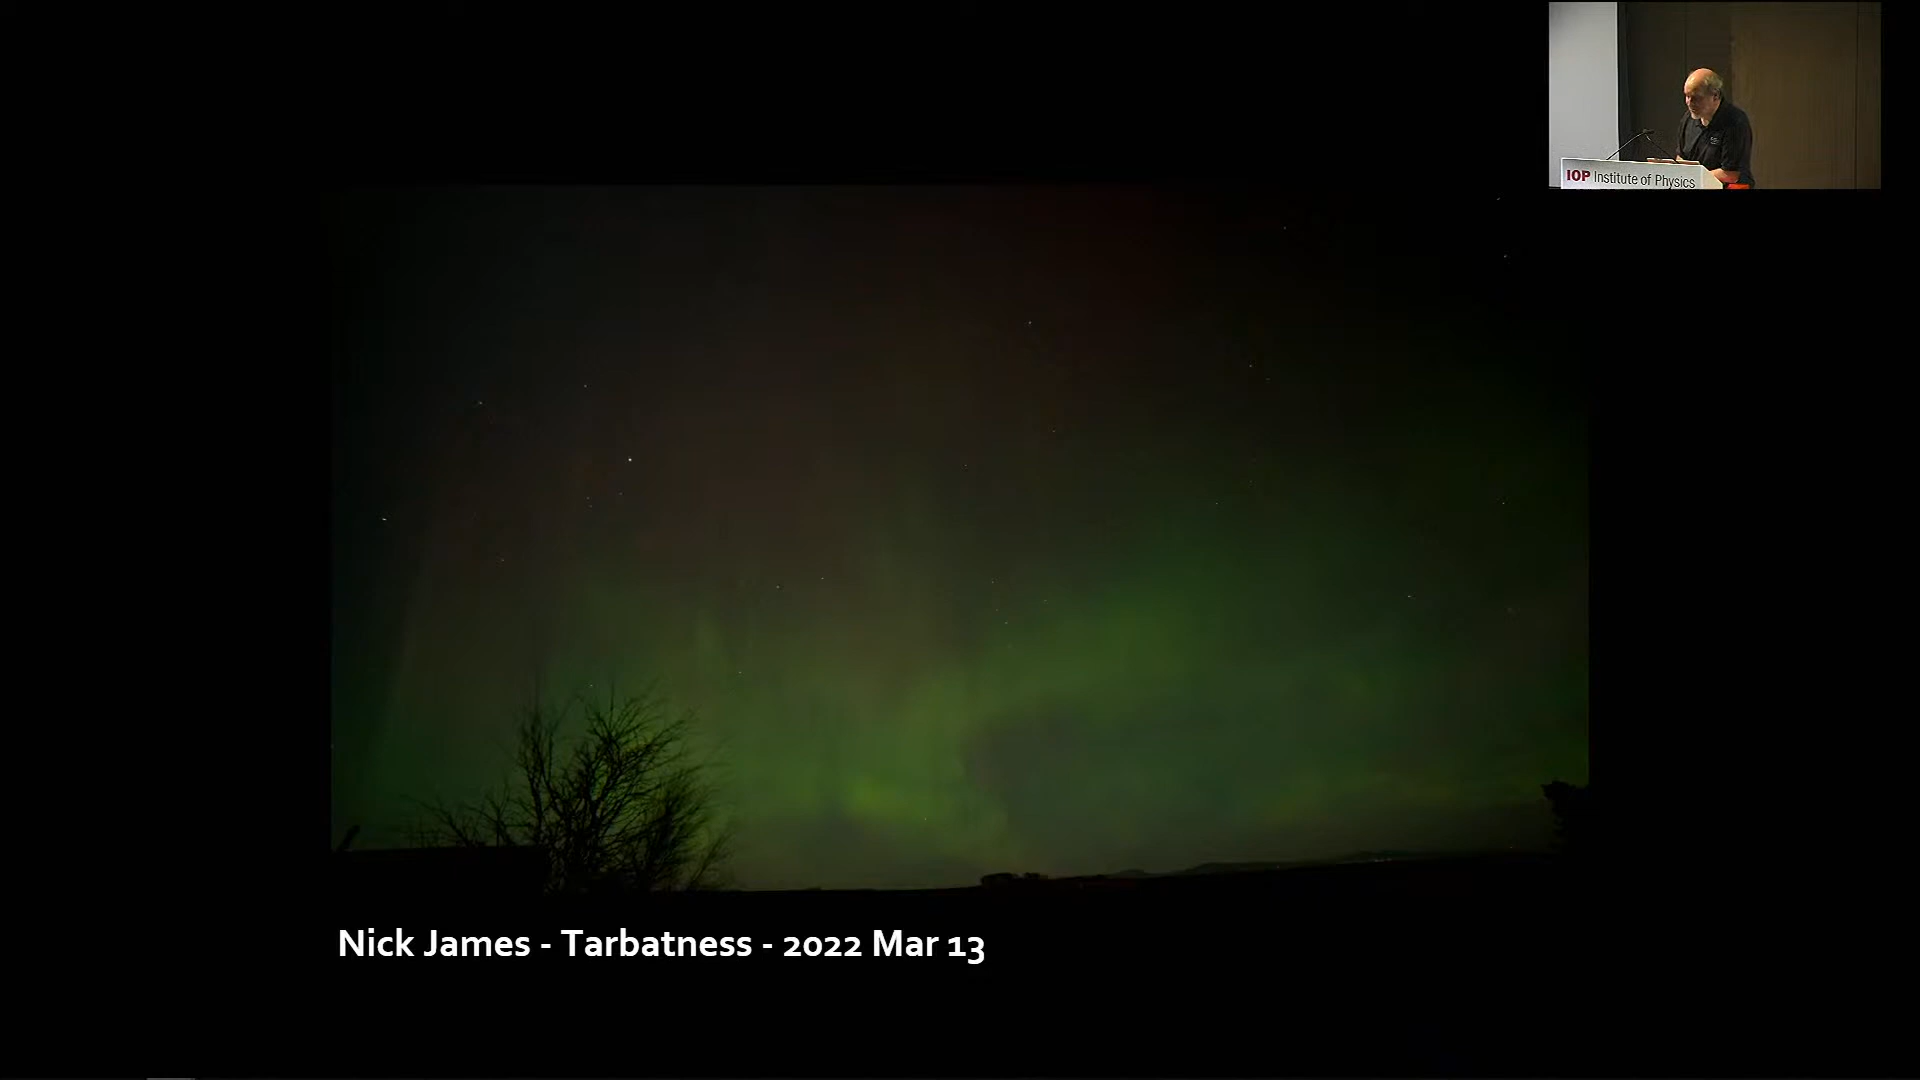 IOP Institute of Physics
Nick James - Tarbatness - 2022 Mar 13